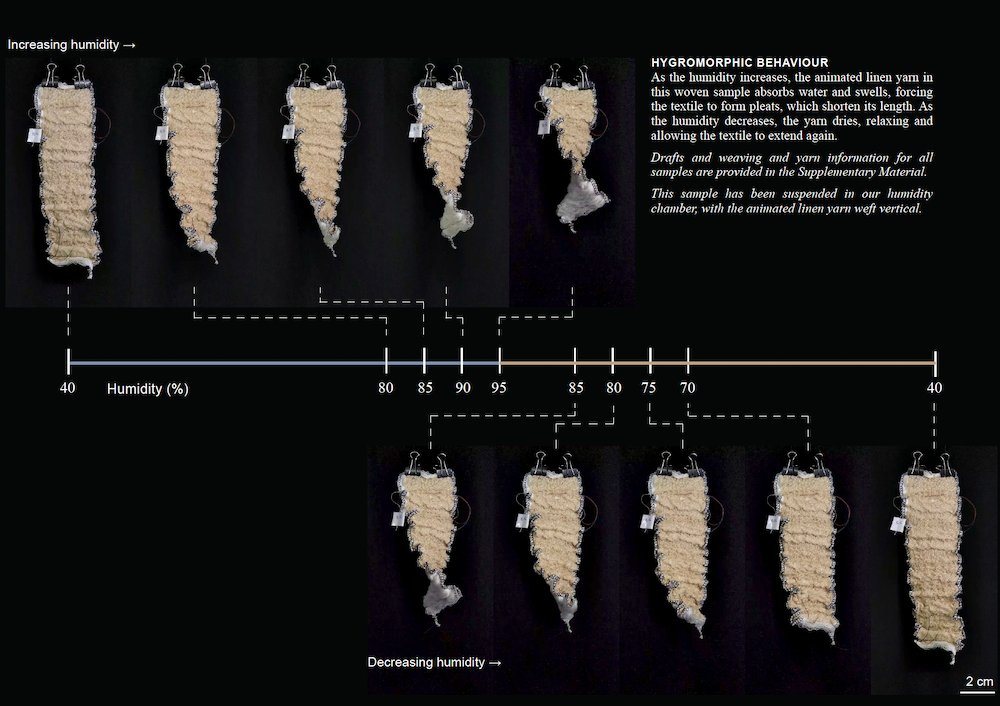 Increasing humidity →
HYGROMORPHIC BEHAVIOUR
As the humidity increases, the animated linen yarn in
this woven sample absorbs water and swells, forcing
the textile to form pleats, which shorten its length. As
the humidity decreases, the yarn dries, relaxing and
allowing the textile to extend again.
Drafts and weaving and yarn information for all
samples are provided in the Supplementary Material.
This sample has been suspended in our humidity
chamber, with the animated linen yarn weft vertical.
40 Humidity (%) 80 85 90 95 85 80 75 70 40
Decreasing humidity →
2 cm